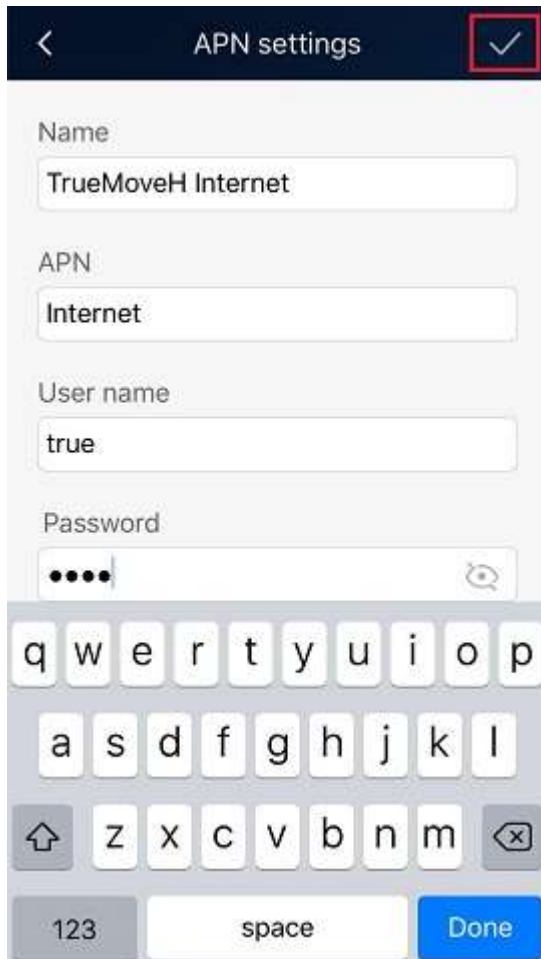 APN settings
Name
TrueMoveH Internet
APN
Internet
User name
true
Password
••••
q w e r t y u i o p
a s d f g h j k l
z x c v b n m
123 space Done